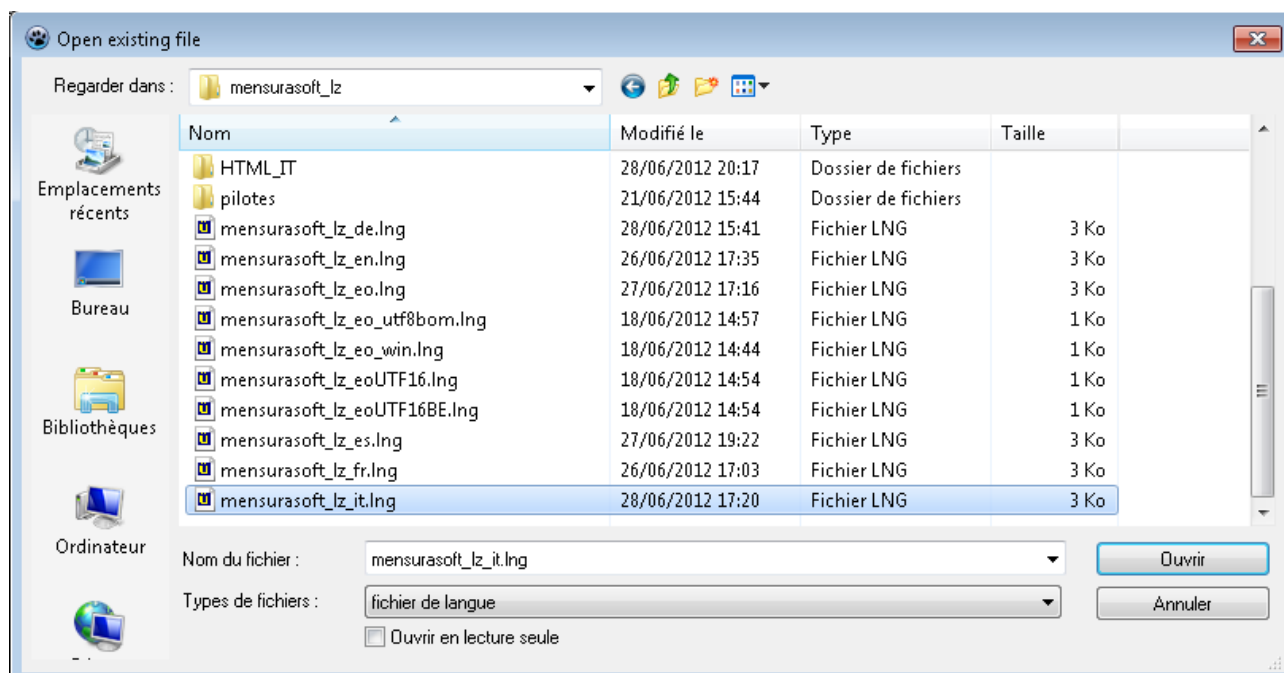 Open existing file
Regarder dans :
mensurasoft_lz
Nom Modifié le Type Taille
HTML_IT 28/06/2012 20:17 Dossier de fichiers
pilotes 21/06/2012 15:44 Dossier de fichiers
mensurasoft_lz_de.lng 28/06/2012 15:41 Fichier LNG 3 Ko
mensurasoft_lz_en.lng 26/06/2012 17:35 Fichier LNG 3 Ko
mensurasoft_lz_eo.lng 27/06/2012 17:16 Fichier LNG 3 Ko
mensurasoft_lz_eo_utf8bom.lng 18/06/2012 14:57 Fichier LNG 1 Ko
mensurasoft_lz_eo_win.lng 18/06/2012 14:44 Fichier LNG 1 Ko
mensurasoft_lz_eoUTF16.lng 18/06/2012 14:54 Fichier LNG 1 Ko
mensurasoft_lz_eoUTF16BE.lng 18/06/2012 14:54 Fichier LNG 1 Ko
mensurasoft_lz_es.lng 27/06/2012 19:22 Fichier LNG 3 Ko
mensurasoft_lz_fr.lng 26/06/2012 17:03 Fichier LNG 3 Ko
mensurasoft_lz_it.lng 28/06/2012 17:20 Fichier LNG 3 Ko
Emplacements
récents
Bureau
Bibliothèques
Ordinateur
Nom du fichier :
mensurasoft_lz_it.lng
Ouvrir
Types de fichiers :
fichier de langue
Annuler
Ouvrir en lecture seule